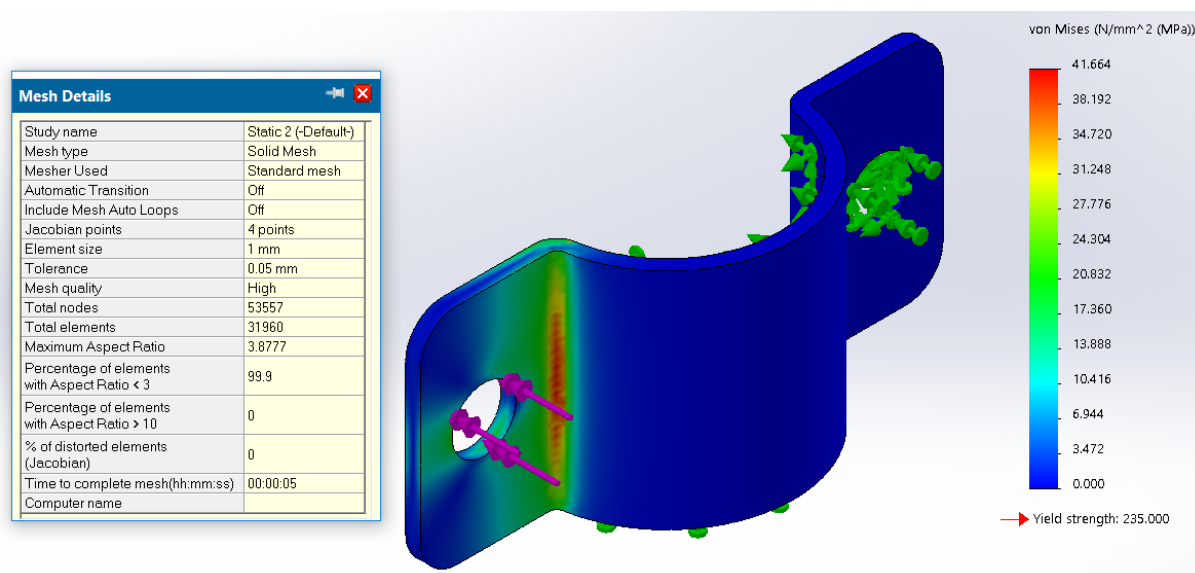 Mesh Details
Study name Static 2 (-Default-)
Mesh type Solid Mesh
Mesher Used Standard mesh
Automatic Transition Off
Include Mesh Auto Loops Off
Jacobian points 4 points
Element size 1 mm
Tolerance 0.05 mm
Mesh quality High
Total nodes 53557
Total elements 31960
Maximum Aspect Ratio 3.8777
Percentage of elements
with Aspect Ratio < 3 99.9
Percentage of elements
with Aspect Ratio > 10 0
% of distorted elements
(Jacobian) 0
Time to complete mesh(hh:mm:ss) 00:00:05
Computer name
von Mises (N/mm^2 (MPa))
41.664
38.192
34.720
31.248
27.776
24.304
20.832
17.360
13.888
10.416
6.944
3.472
0.000
Yield strength: 235.000